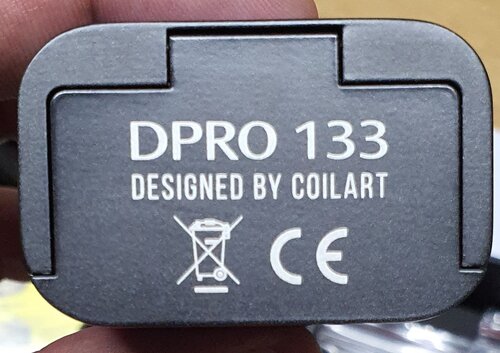 DPRO 133
DESIGNED BY COILART
CE